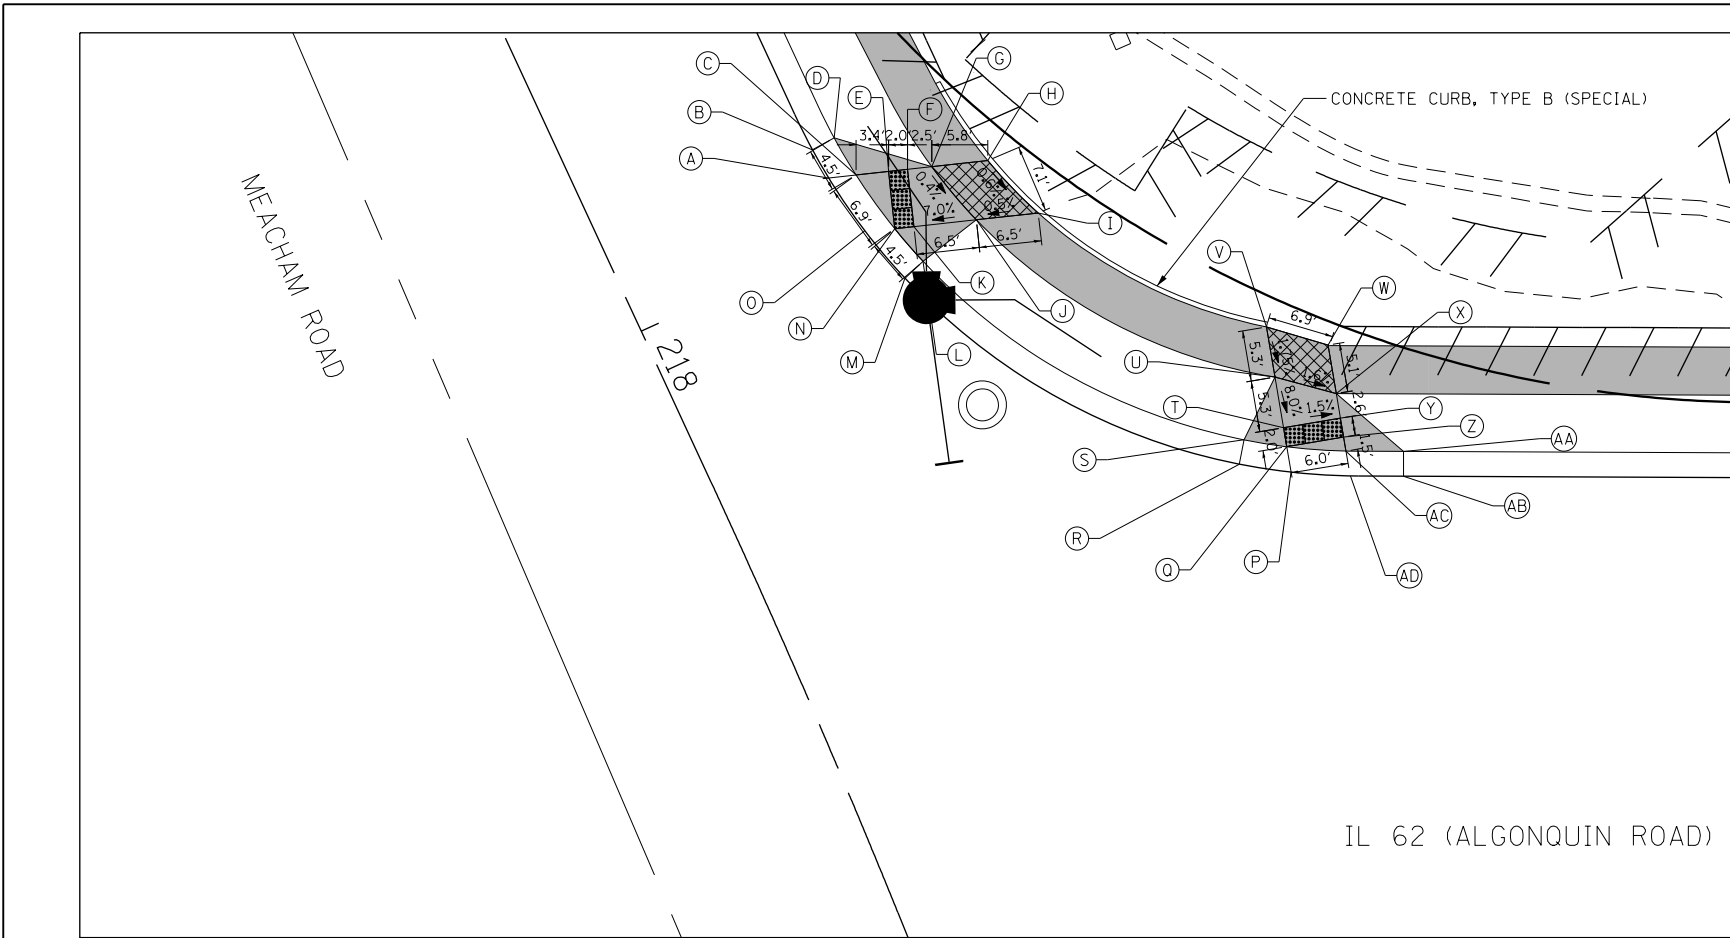 CONCRETE CURB, TYPE B (SPECIAL)
MEACHAM ROAD
L 218
IL 62 (ALGONQUIN ROAD)
C
D
E
F
G
H
B
A
I
3.4'
2.0'
2.5'
5.8'
4.5'
6.9'
4.5'
7.1'
0.4%
7.0%
0.5%
6.5'
6.5'
O
N
M
L
K
J
V
W
X
U
T
S
R
Q
P
Y
Z
AA
AB
AC
AD
6.9'
5.3'
5.3'
2.0'
8.0%
1.5%
5.1'
2.6'
1.5'
6.0'